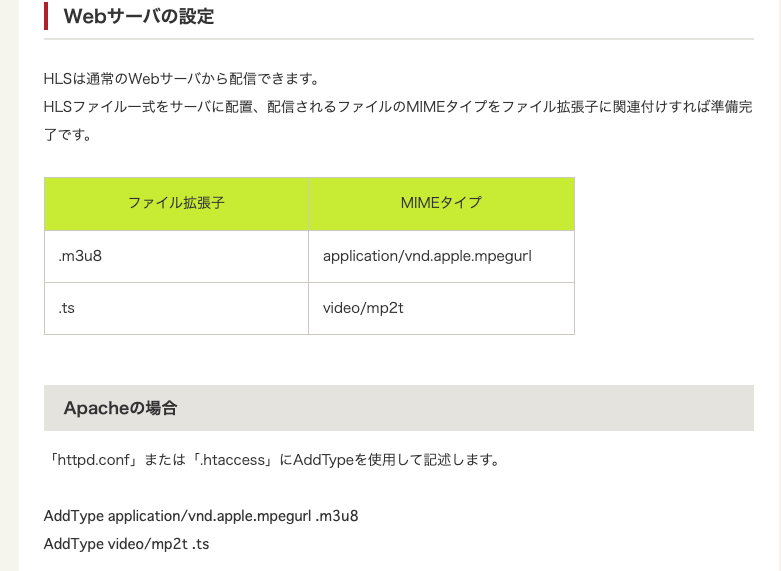 Webサーバの設定
HLSは通常のWebサーバから配信できます。
HLSファイル一式をサーバに配置、配信されるファイルのMIMEタイプをファイル拡張子に関連付けすれば準備完
了です。
ファイル拡張子 MIMEタイプ
.m3u8 application/vnd.apple.mpegurl
.ts video/mp2t
Apacheの場合
「httpd.conf」または「.htaccess」にAddTypeを使用して記述します。
AddType application/vnd.apple.mpegurl .m3u8
AddType video/mp2t .ts